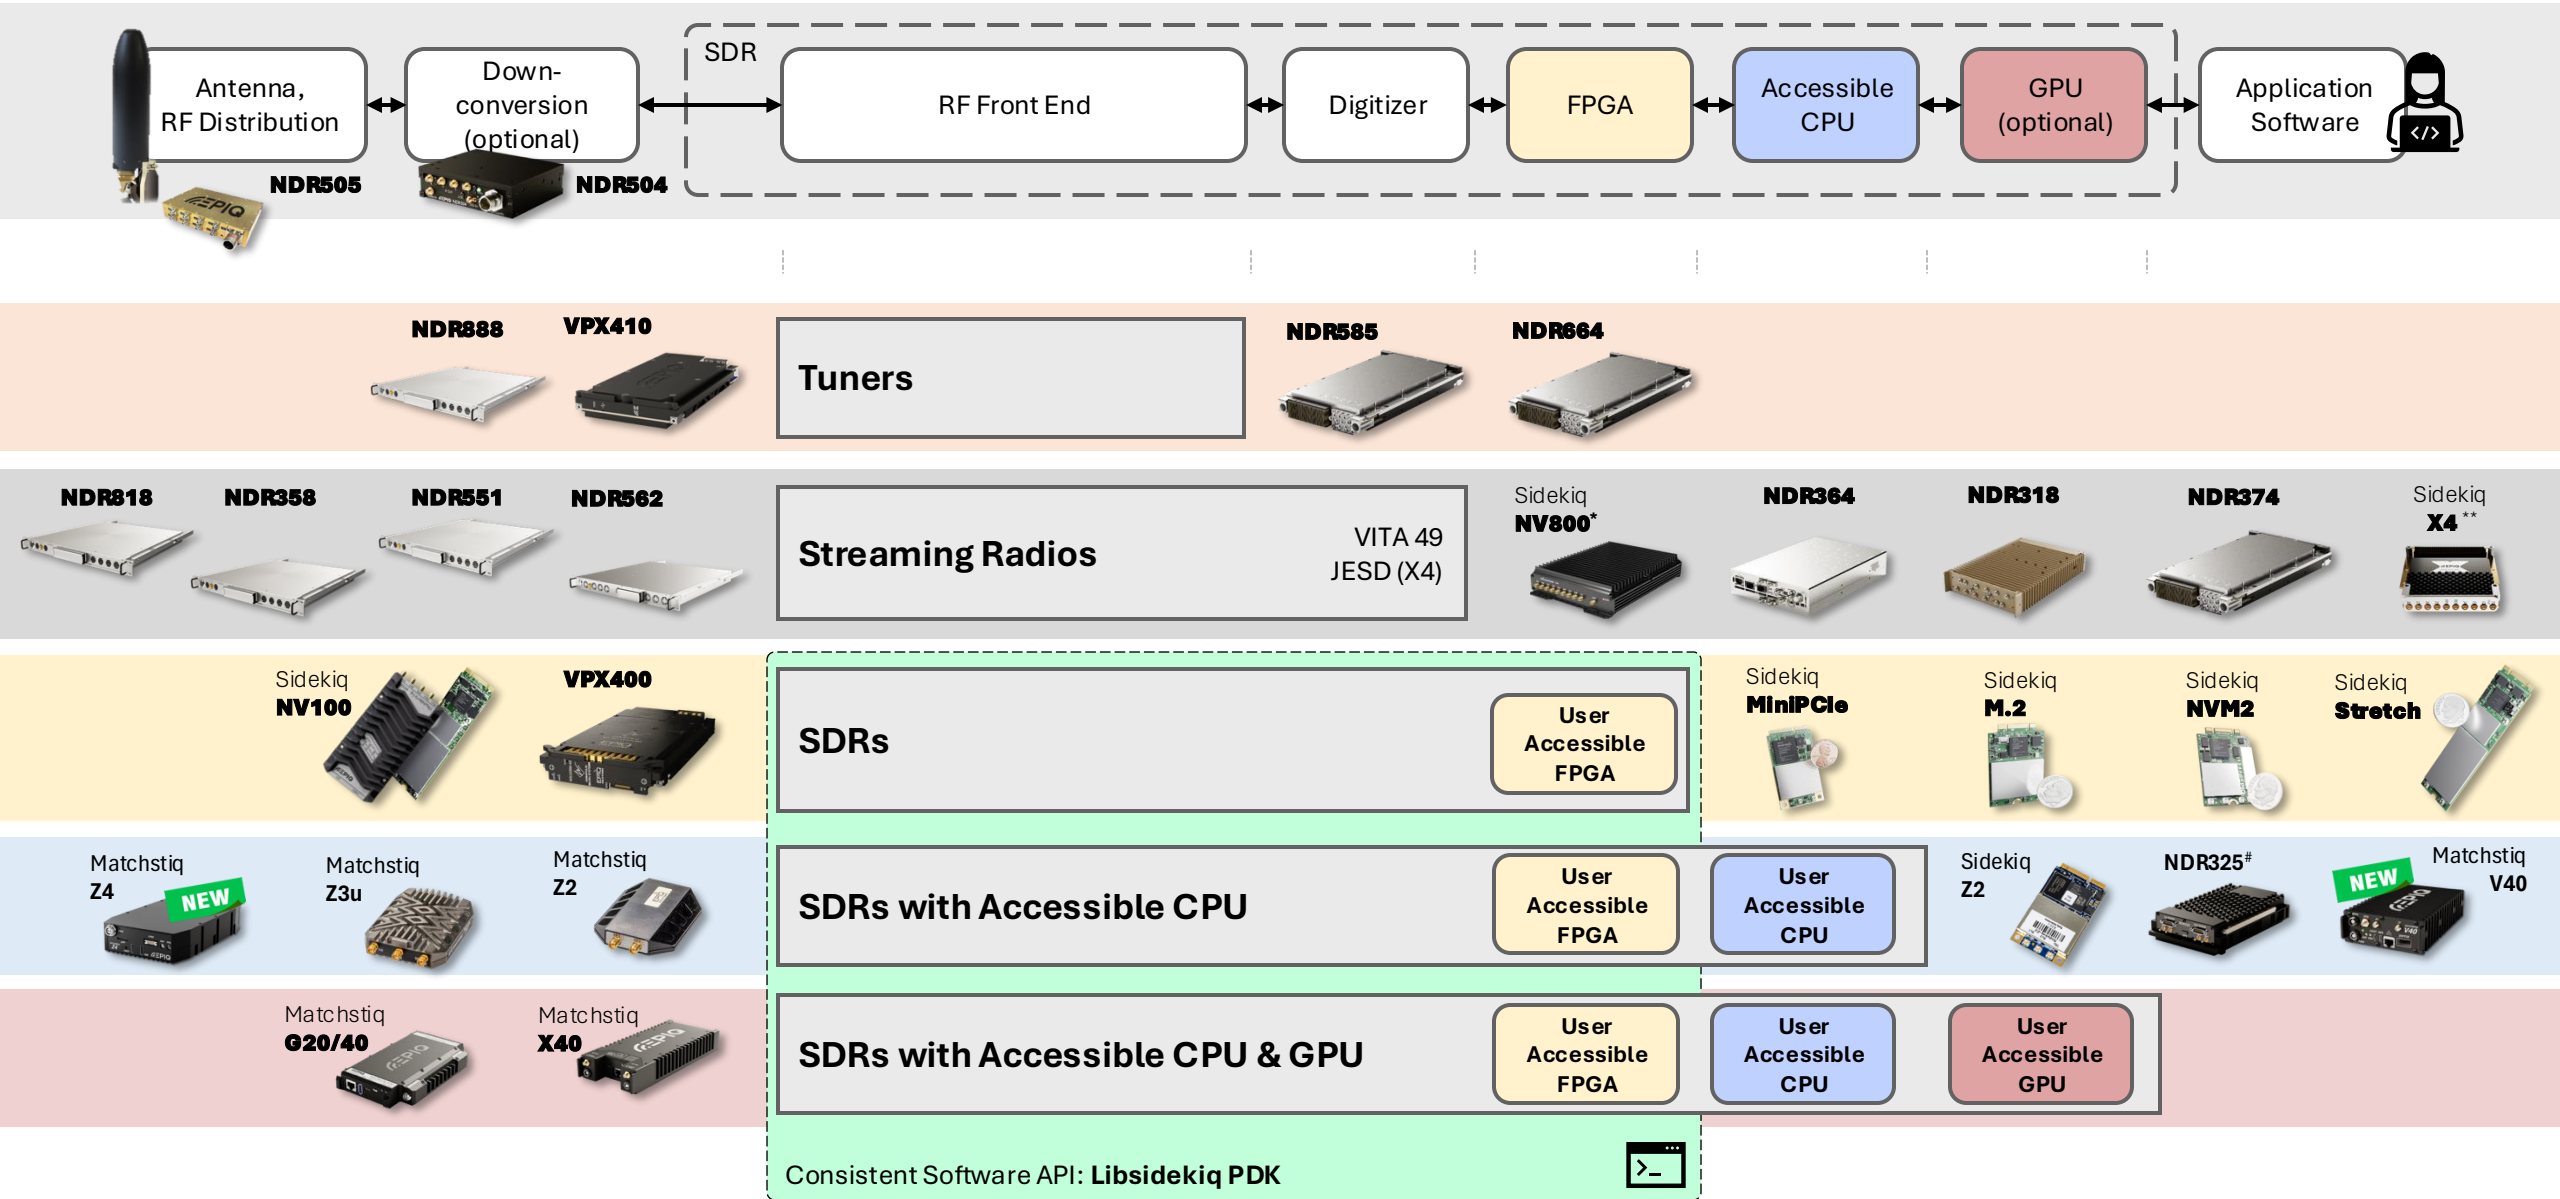 SDR
Antenna,
RF Distribution
Down-
conversion
(optional)
RF Front End
Digitizer
FPGA
Accessible
CPU
GPU
(optional)
Application
Software
</>
NDR505
NDR504
EPIQ
NDR888
VPX410
Tuners
NDR585
NDR664
NDR818
NDR358
NDR551
NDR562
Streaming Radios
VITA 49
JESD (X4)
Sidekiq
NV800*
NDR364
NDR318
NDR374
Sidekiq
X4 **
Sidekiq
NV100
VPX400
SDRs
User
Accessible
FPGA
Sidekiq
MiniPCIe
Sidekiq
M.2
Sidekiq
NVM2
Sidekiq
Stretch
Matchstiq
Z4
NEW
EPIQ
Matchstiq
Z3u
Matchstiq
Z2
SDRs with Accessible CPU
User
Accessible
FPGA
User
Accessible
CPU
Sidekiq
Z2
NDR325#
NEW
Matchstiq
V40
V40
Matchstiq
G20/40
EPIQ
Matchstiq
X40
EPIQ
SDRs with Accessible CPU & GPU
User
Accessible
FPGA
User
Accessible
CPU
User
Accessible
GPU
Consistent Software API: Libsidekiq PDK
>_